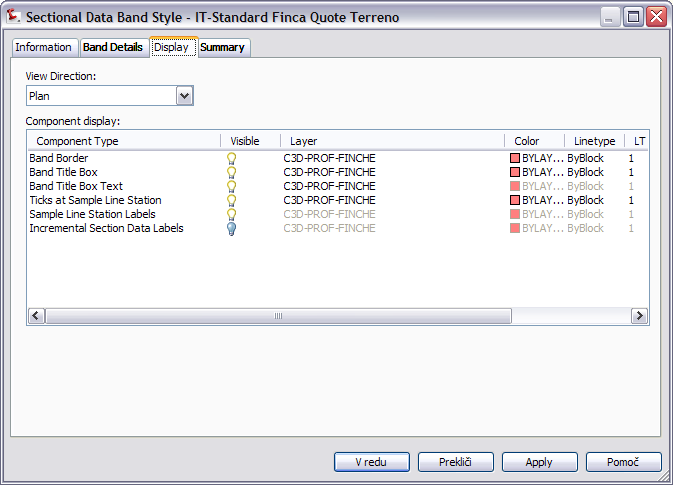 Sectional Data Band Style - IT-Standard Finca Quote Terreno
Information Band Details Display Summary
View Direction:
Plan
Component display:
Component Type Visible Layer Color Linetype LT
Band Border C3D-PROF-FINCHE BYLAY... ByBlock 1
Band Title Box C3D-PROF-FINCHE BYLAY... ByBlock 1
Band Title Box Text C3D-PROF-FINCHE BYLAY... ByBlock 1
Ticks at Sample Line Station C3D-PROF-FINCHE BYLAY... ByBlock 1
Sample Line Station Labels C3D-PROF-FINCHE BYLAY... ByBlock 1
Incremental Section Data Labels C3D-PROF-FINCHE BYLAY... ByBlock 1
V redu Prekliči Apply Pomoč